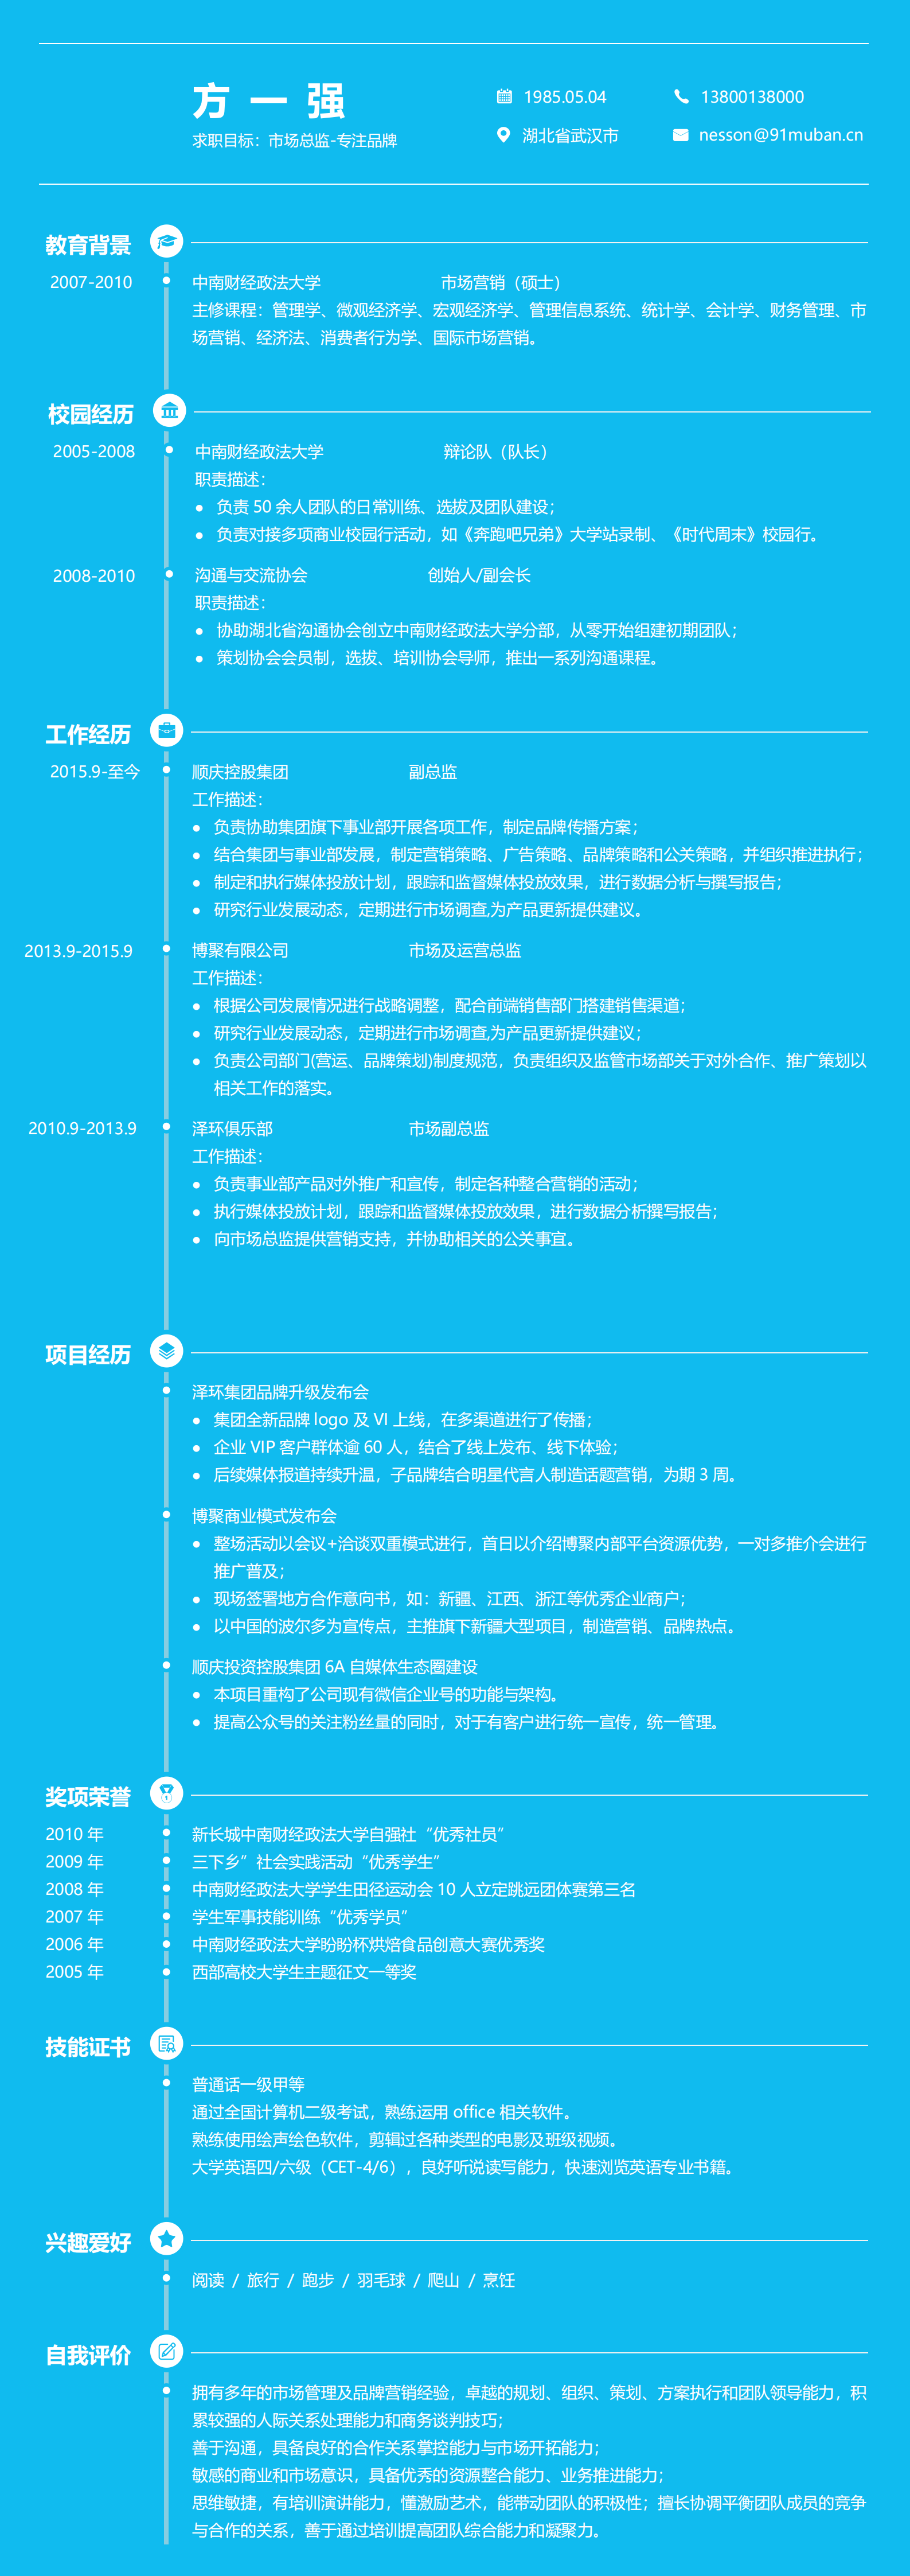 方一强
求职目标：市场总监-专注品牌
1985.05.04
13800138000
湖北省武汉市
nesson@91muban.cn
教育背景
2007-2010 中南财经政法大学 市场营销（硕士）
主修课程：管理学、微观经济学、宏观经济学、管理信息系统、统计学、会计学、财务管理、市
场营销、经济法、消费者行为学、国际市场营销。
校园经历
2005-2008 中南财经政法大学 辩论队（队长）
职责描述：
● 负责 50 余人团队的日常训练、选拔及团队建设；
● 负责对接多项商业校园行活动，如《奔跑吧兄弟》大学站录制、《时代周末》校园行。
2008-2010 沟通与交流协会 创始人/副会长
职责描述：
● 协助湖北省沟通协会创立中南财经政法大学分部，从零开始组建初期团队；
● 策划协会会员制，选拔、培训协会导师，推出一系列沟通课程。
工作经历
2015.9-至今 顺庆控股集团 副总监
工作描述：
● 负责协助集团旗下事业部开展各项工作，制定品牌传播方案；
● 结合集团与事业部发展，制定营销策略、广告策略、品牌策略和公关策略，并组织推进执行；
● 制定和执行媒体投放计划，跟踪和监督媒体投放效果，进行数据分析与撰写报告；
● 研究行业发展动态，定期进行市场调查,为产品更新提供建议。
2013.9-2015.9 博聚有限公司 市场及运营总监
工作描述：
● 根据公司发展情况进行战略调整，配合前端销售部门搭建销售渠道；
● 研究行业发展动态，定期进行市场调查,为产品更新提供建议；
● 负责公司部门(营运、品牌策划)制度规范，负责组织及监管市场部关于对外合作、推广策划以
相关工作的落实。
2010.9-2013.9 泽环俱乐部 市场副总监
工作描述：
● 负责事业部产品对外推广和宣传，制定各种整合营销的活动；
● 执行媒体投放计划，跟踪和监督媒体投放效果，进行数据分析撰写报告；
● 向市场总监提供营销支持，并协助相关的公关事宜。
项目经历
泽环集团品牌升级发布会
● 集团全新品牌 logo 及 VI 上线，在多渠道进行了传播；
● 企业 VIP 客户群体逾 60 人，结合了线上发布、线下体验；
● 后续媒体报道持续升温，子品牌结合明星代言人制造话题营销，为期 3 周。
博聚商业模式发布会
● 整场活动以会议+洽谈双重模式进行，首日以介绍博聚内部平台资源优势，一对多推介会进行
推广普及；
● 现场签署地方合作意向书，如：新疆、江西、浙江等优秀企业商户；
● 以中国的波尔多为宣传点，主推旗下新疆大型项目，制造营销、品牌热点。
顺庆投资控股集团 6A 自媒体生态圈建设
● 本项目重构了公司现有微信企业号的功能与架构。
● 提高公众号的关注粉丝量的同时，对于有客户进行统一宣传，统一管理。
奖项荣誉
2010 年 新长城中南财经政法大学自强社“优秀社员”
2009 年 三下乡”社会实践活动“优秀学生”
2008 年 中南财经政法大学学生田径运动会 10 人立定跳远团体赛第三名
2007 年 学生军事技能训练“优秀学员”
2006 年 中南财经政法大学盼盼杯烘焙食品创意大赛优秀奖
2005 年 西部高校大学生主题征文一等奖
技能证书
普通话一级甲等
通过全国计算机二级考试，熟练运用 office 相关软件。
熟练使用绘声绘色软件，剪辑过各种类型的电影及班级视频。
大学英语四/六级（CET-4/6），良好听说读写能力，快速浏览英语专业书籍。
兴趣爱好
阅读 / 旅行 / 跑步 / 羽毛球 / 爬山 / 烹饪
自我评价
拥有多年的市场管理及品牌营销经验，卓越的规划、组织、策划、方案执行和团队领导能力，积
累较强的人际关系处理能力和商务谈判技巧；
善于沟通，具备良好的合作关系掌控能力与市场开拓能力；
敏感的商业和市场意识，具备优秀的资源整合能力、业务推进能力；
思维敏捷，有培训演讲能力，懂激励艺术，能带动团队的积极性；擅长协调平衡团队成员的竞争
与合作的关系，善于通过培训提高团队综合能力和凝聚力。